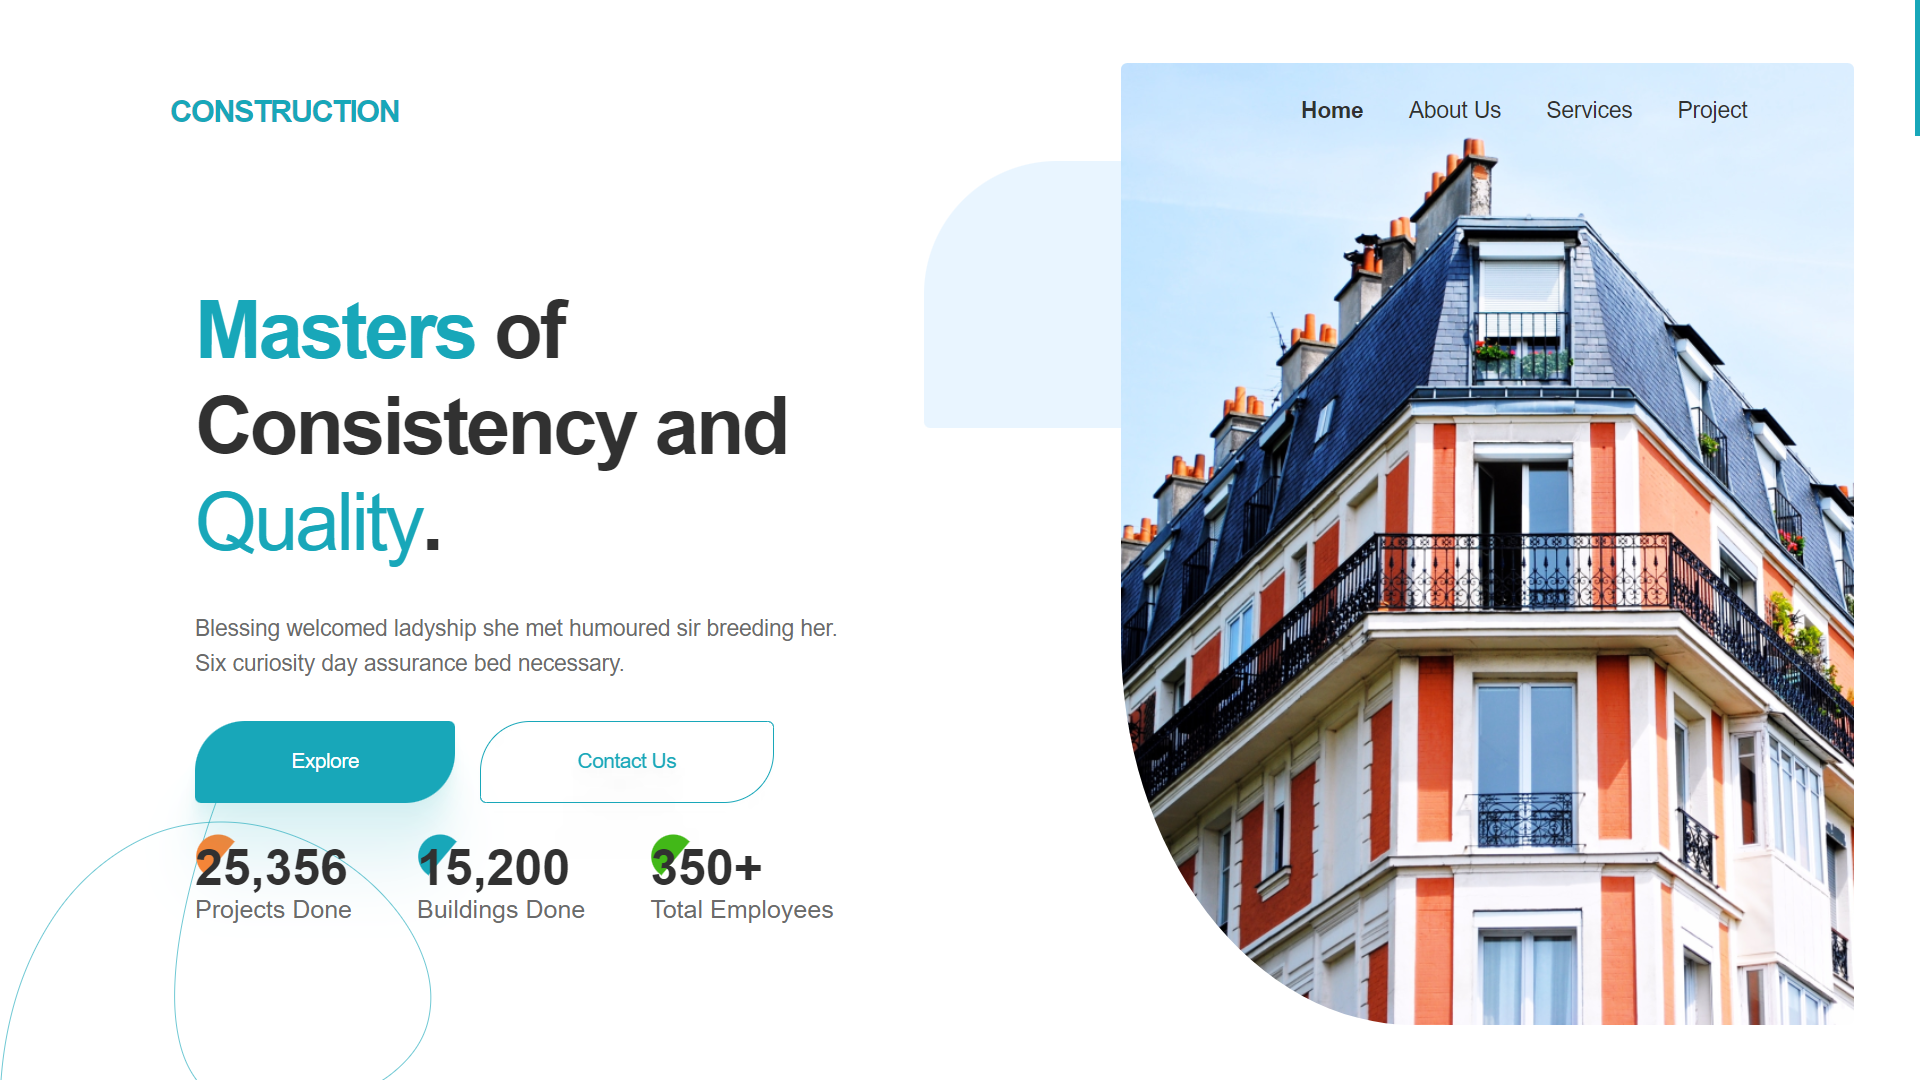 CONSTRUCTION
Home About Us Services Project
Masters of
Consistency and
Quality.
Blessing welcomed ladyship she met humoured sir breeding her.
Six curiosity day assurance bed necessary.
Explore
Contact Us
25,356
Projects Done
15,200
Buildings Done
350+
Total Employees